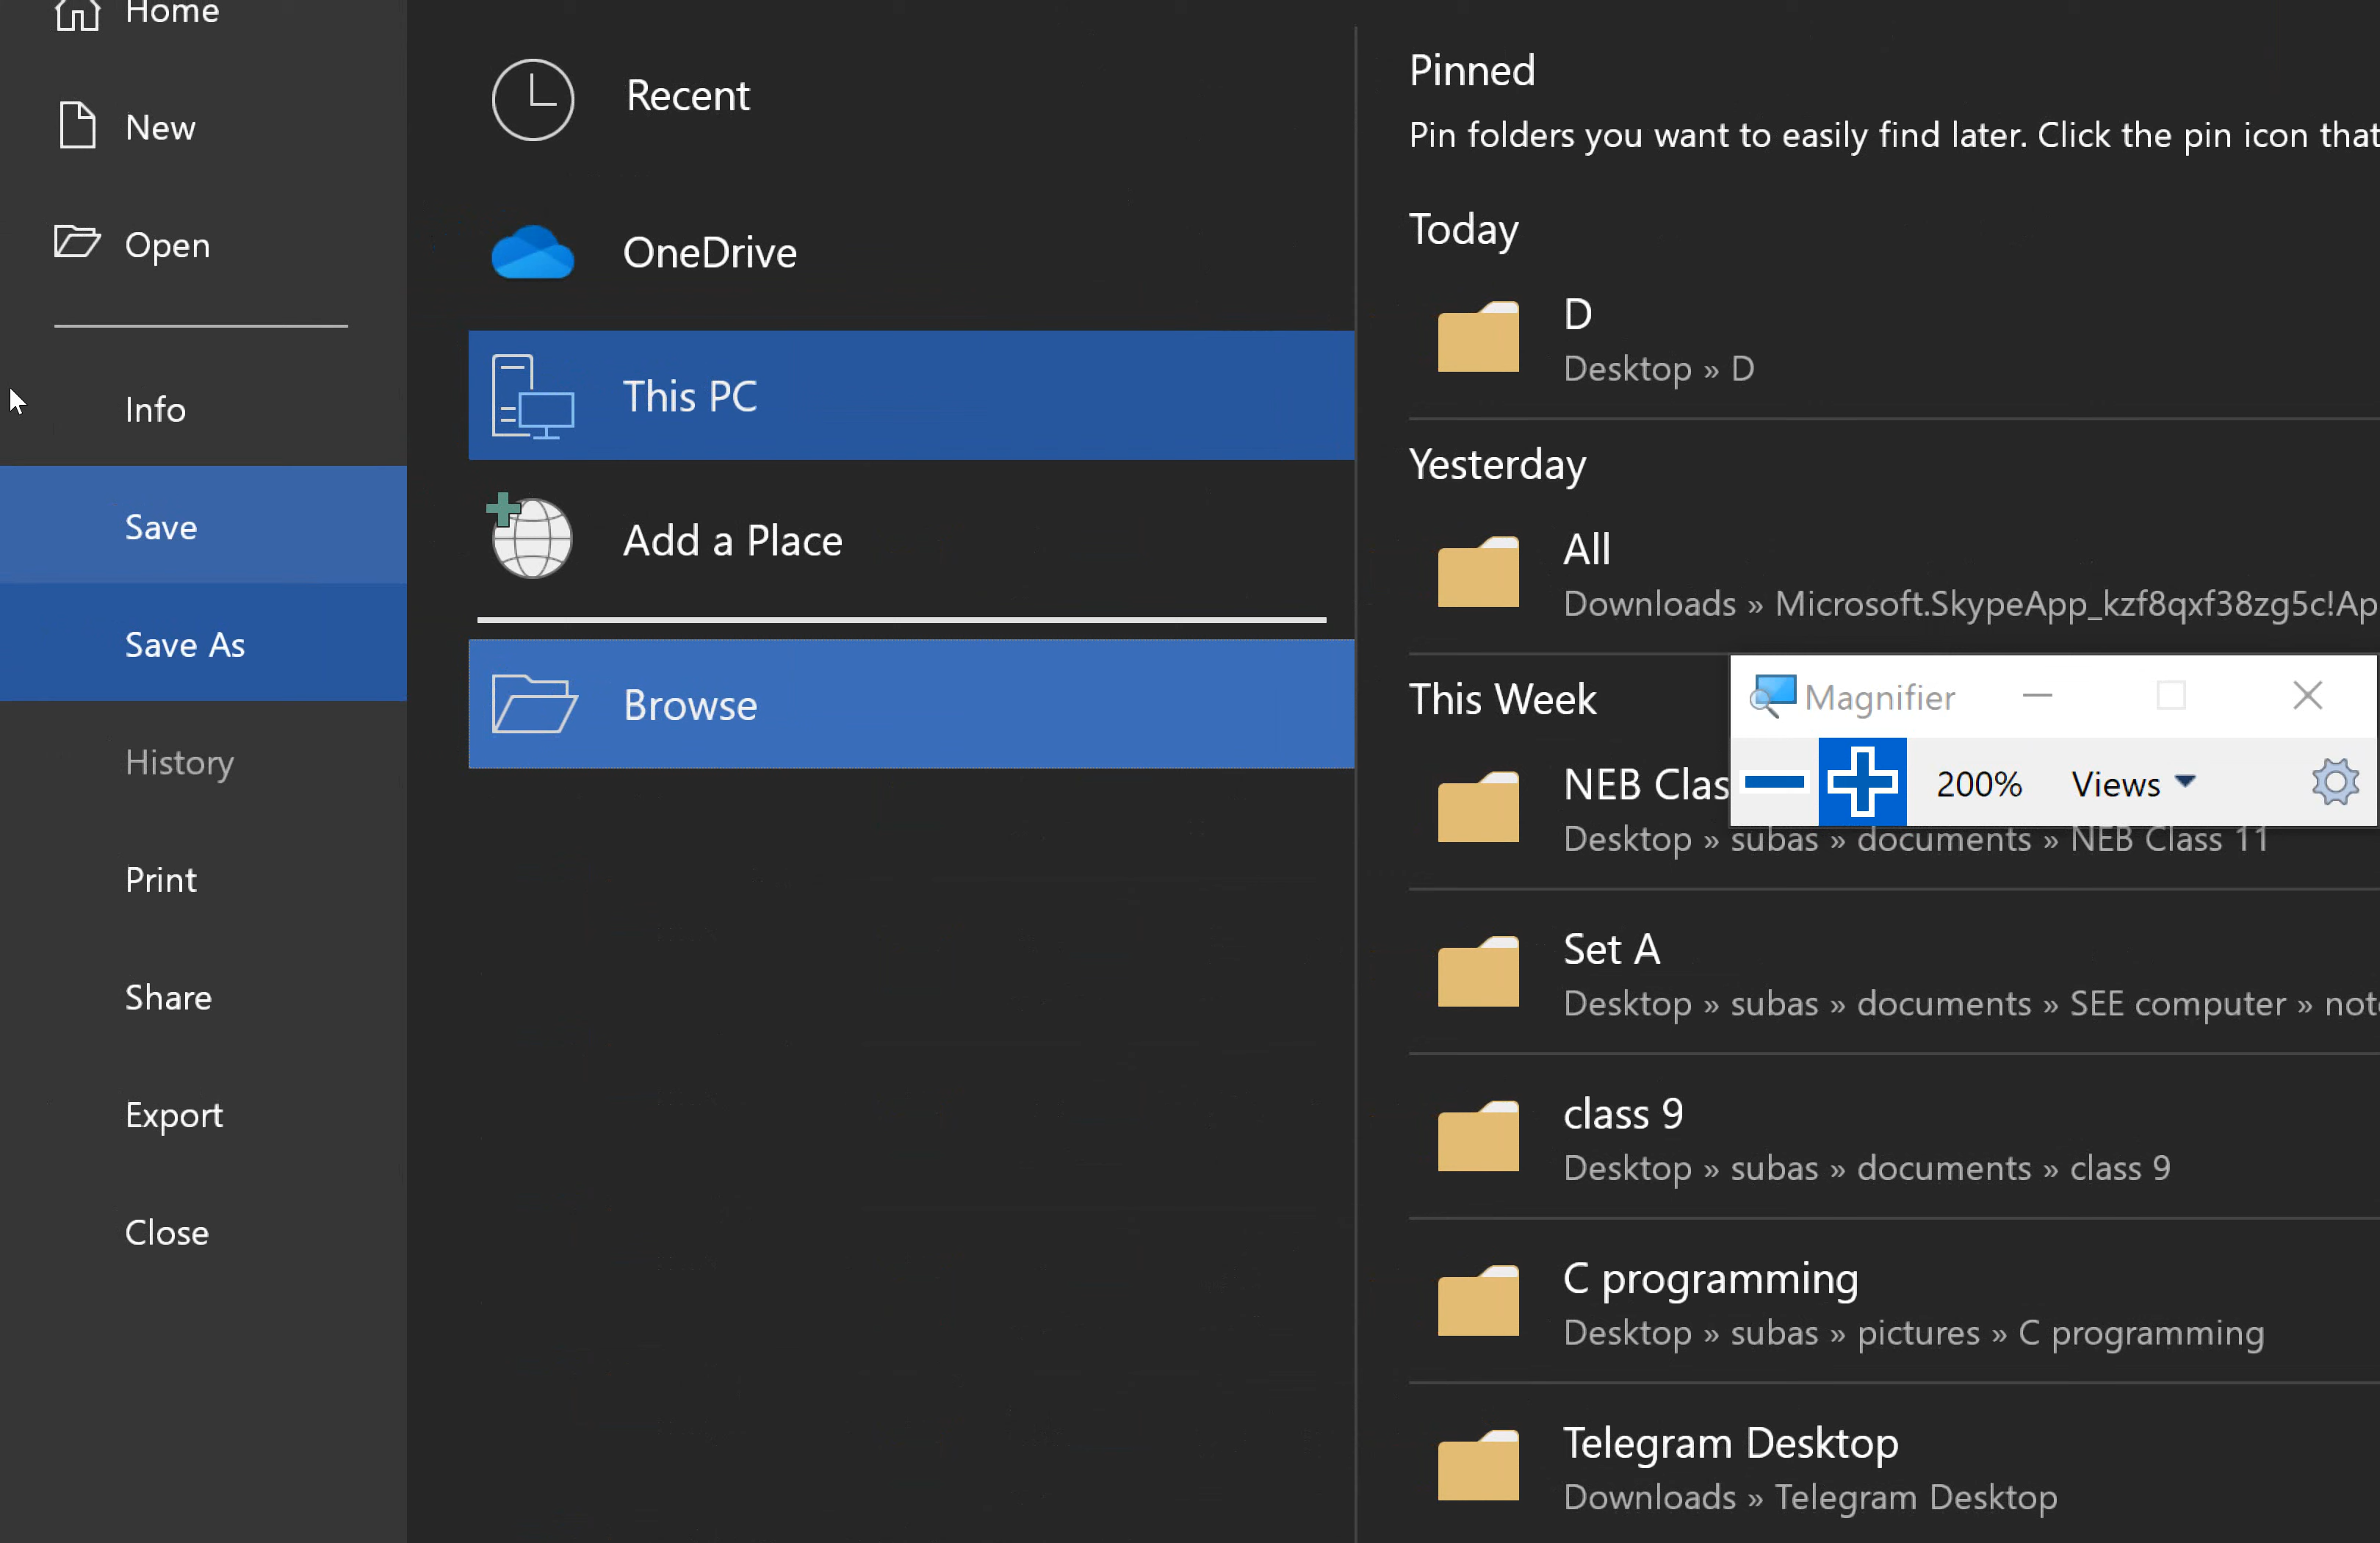 Home
New
Open
Info
Save
Save As
History
Print
Share
Export
Close
Recent
OneDrive
This PC
Add a Place
Browse
Pinned
Pin folders you want to easily find later. Click the pin icon that
Today
D
Desktop » D
Yesterday
All
Downloads » Microsoft.SkypeApp_kzf8qxf38zg5c!Ap
This Week
NEB Clas
Desktop » subas » documents » NEB Class 11
Set A
Desktop » subas » documents » SEE computer » not
class 9
Desktop » subas » documents » class 9
C programming
Desktop » subas » pictures » C programming
Telegram Desktop
Downloads » Telegram Desktop
Magnifier
200% Views